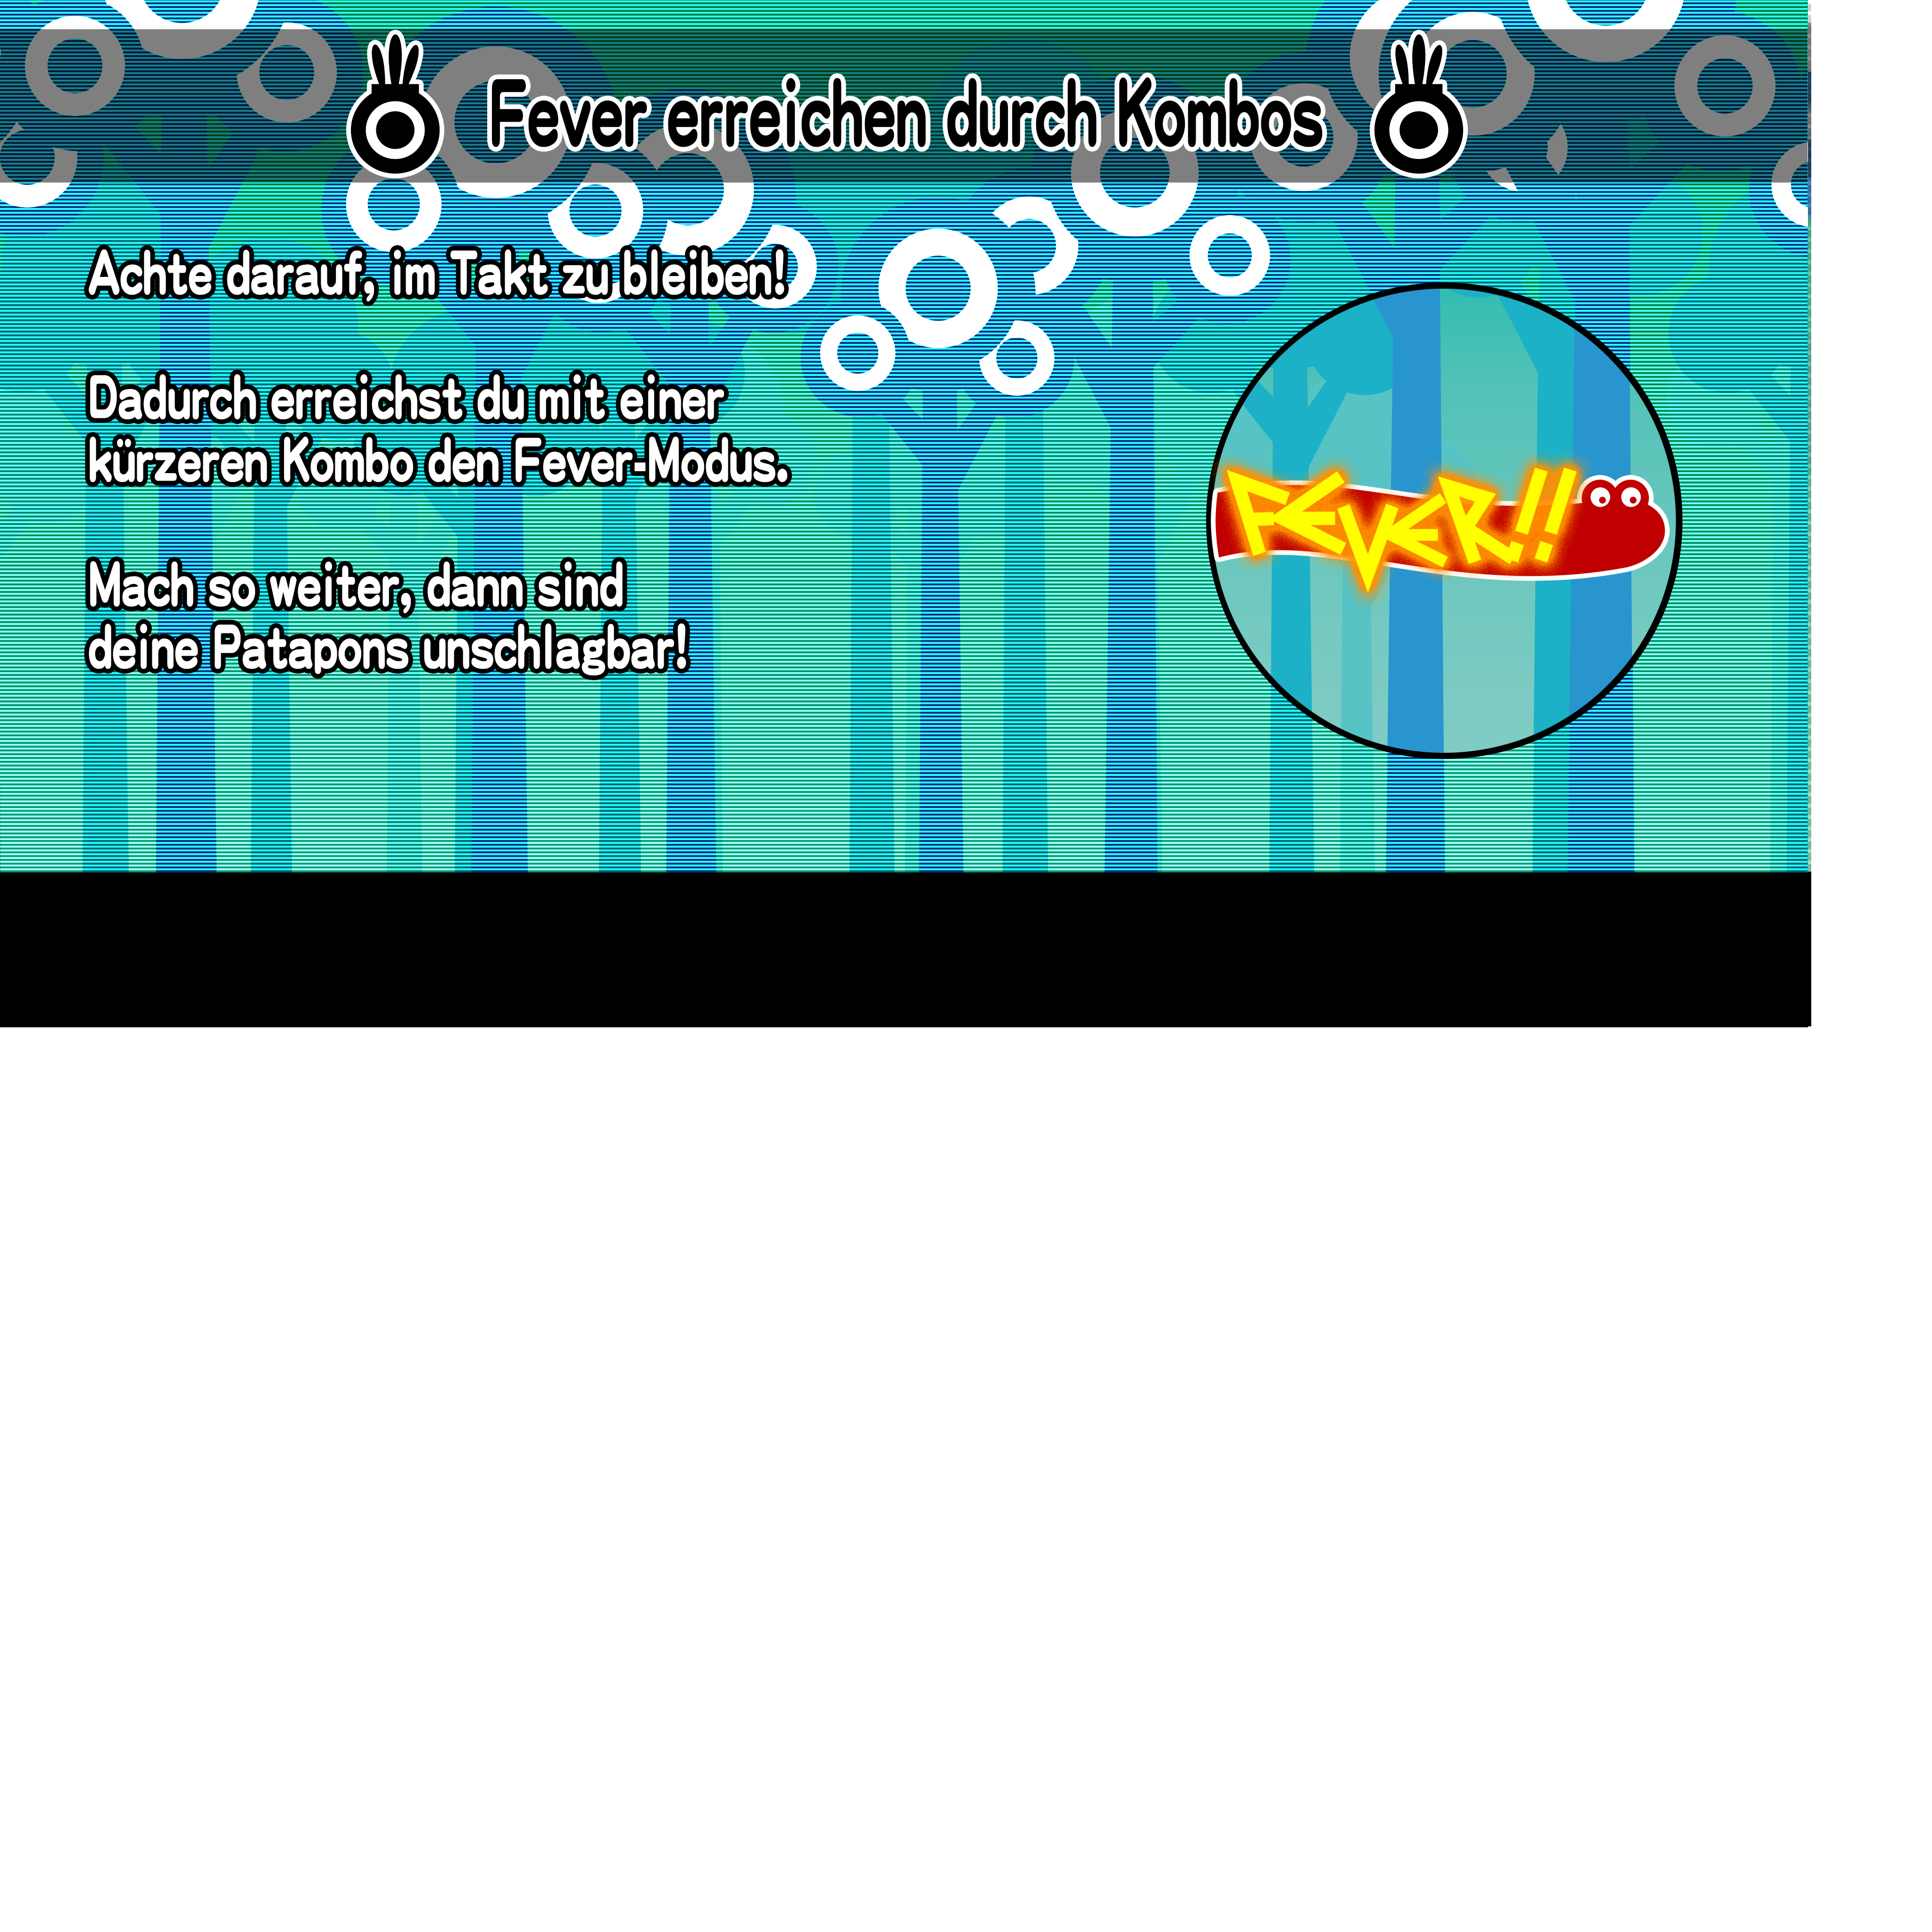 Fever erreichen durch Kombos
Achte darauf, im Takt zu bleiben!
Dadurch erreichst du mit einer
kürzeren Kombo den Fever-Modus.
FEVER!!
Mach so weiter, dann sind
deine Patapons unschlagbar!